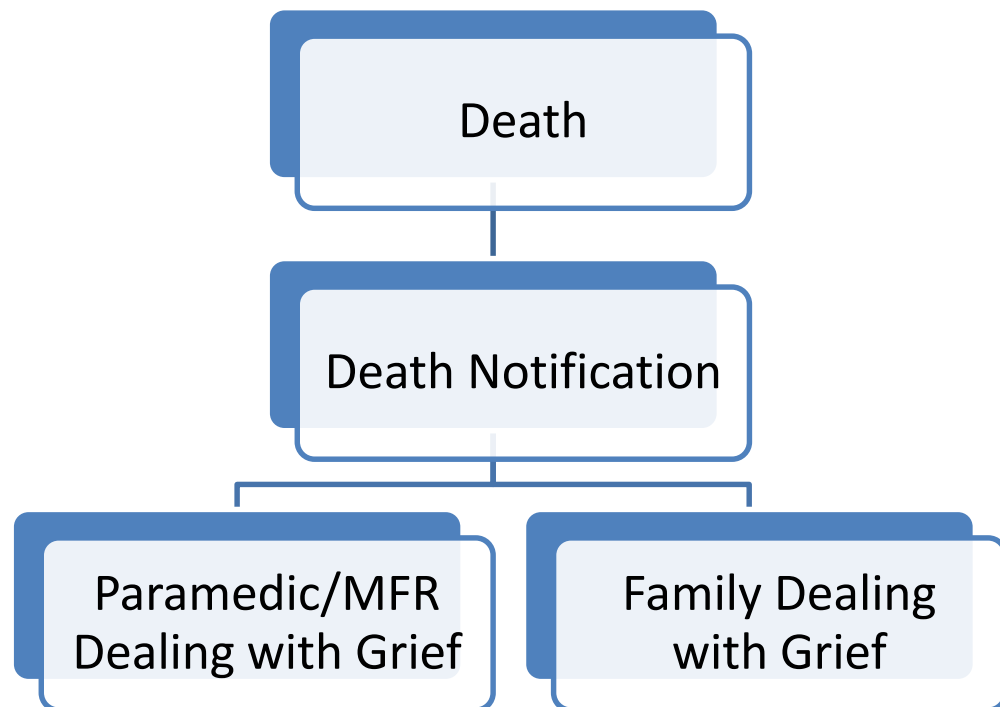 Death
Death Notification
Paramedic/MFR
Dealing with Grief
Family Dealing
with Grief